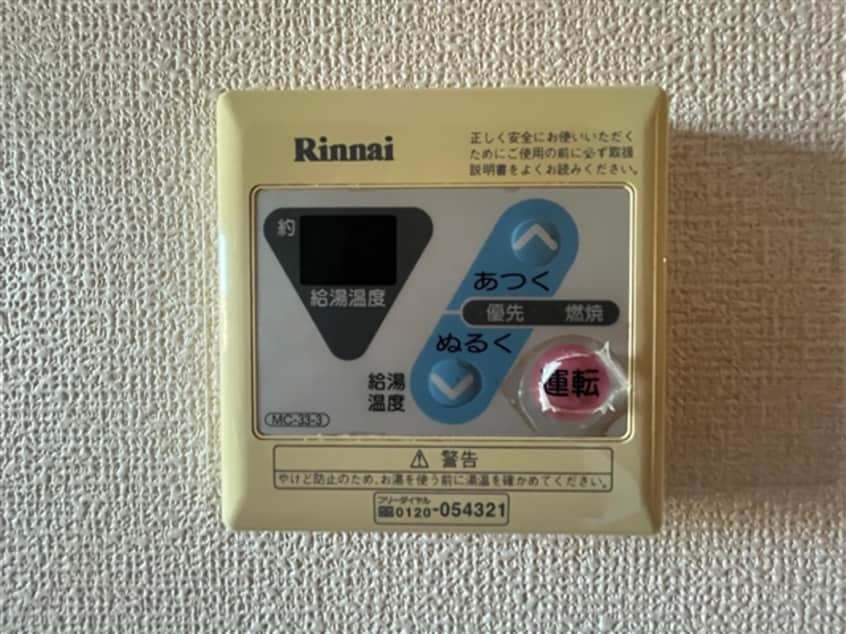 Rinnai
正しく安全にお使いいただく
ためにご使用の前に必ず取扱
説明書をよくお読みください。
約
給湯温度
あつく
優先 燃焼
ぬるく
給湯
温度
運転
MC-33-3
⚠ 警告
やけど防止のため、お湯を使う前に湯温を確かめてください。
フリーダイヤル
0120-054321